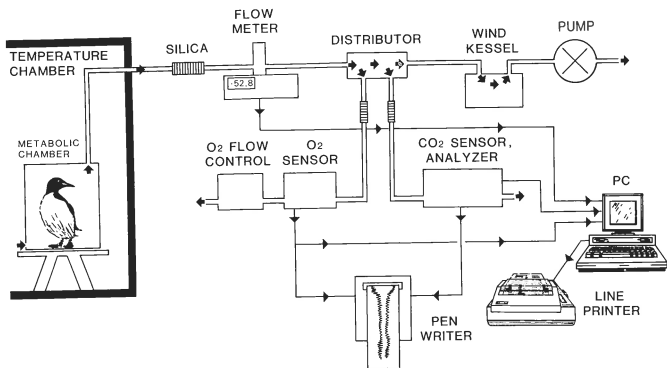 TEMPERATURE
CHAMBER
METABOLIC
CHAMBER
SILICA
FLOW
METER
-52,8
DISTRIBUTOR
WIND
KESSEL
PUMP
O2 FLOW
CONTROL
O2
SENSOR
CO2 SENSOR,
ANALYZER
PC
LINE
PRINTER
PEN
WRITER